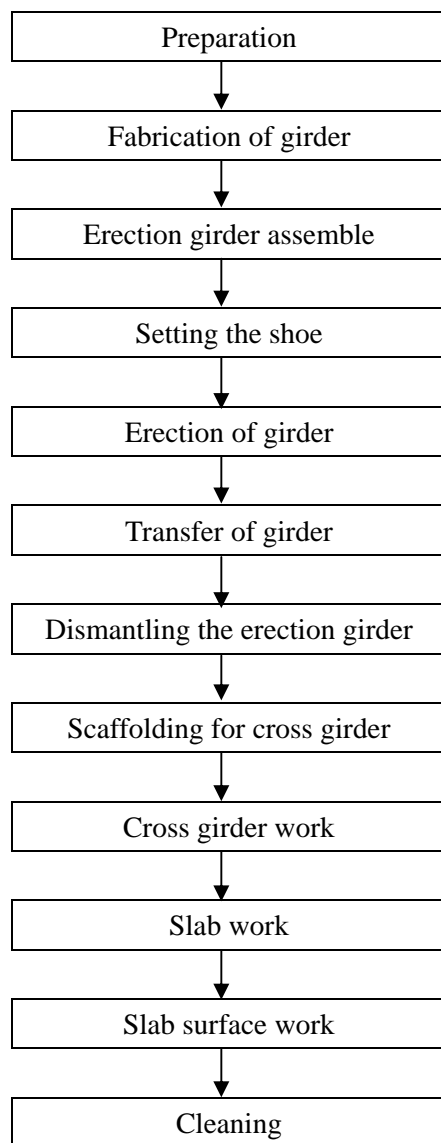 Preparation
Fabrication of girder
Erection girder assemble
Setting the shoe
Erection of girder
Transfer of girder
Dismantling the erection girder
Scaffolding for cross girder
Cross girder work
Slab work
Slab surface work
Cleaning